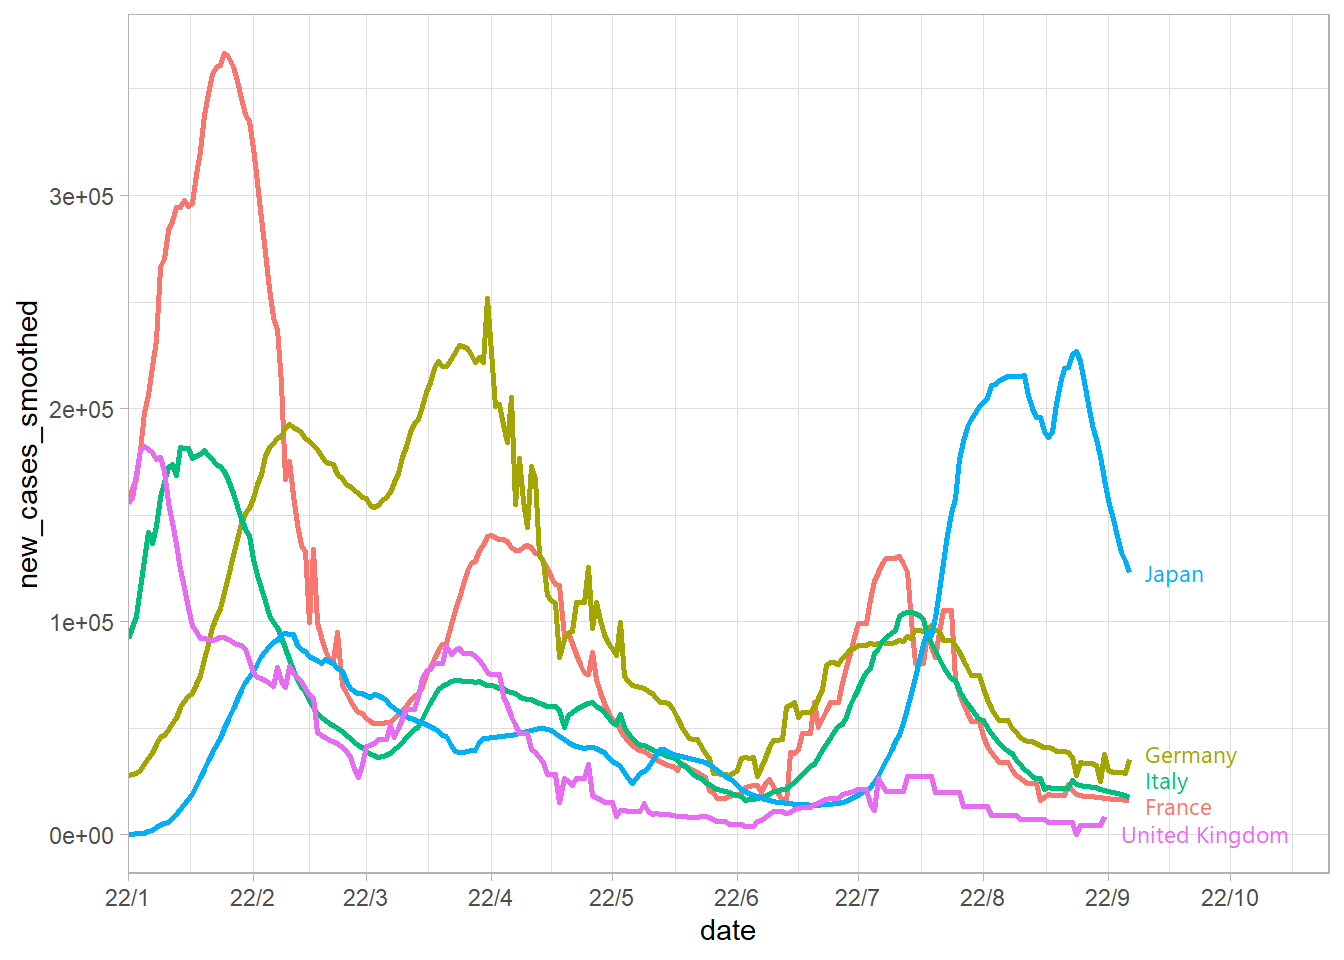 3e+05
2e+05
1e+05
0e+00
new_cases_smoothed
Japan
Germany
Italy
France
United Kingdom
22/1 22/2 22/3 22/4 22/5 22/6 22/7 22/8 22/9 22/10
date